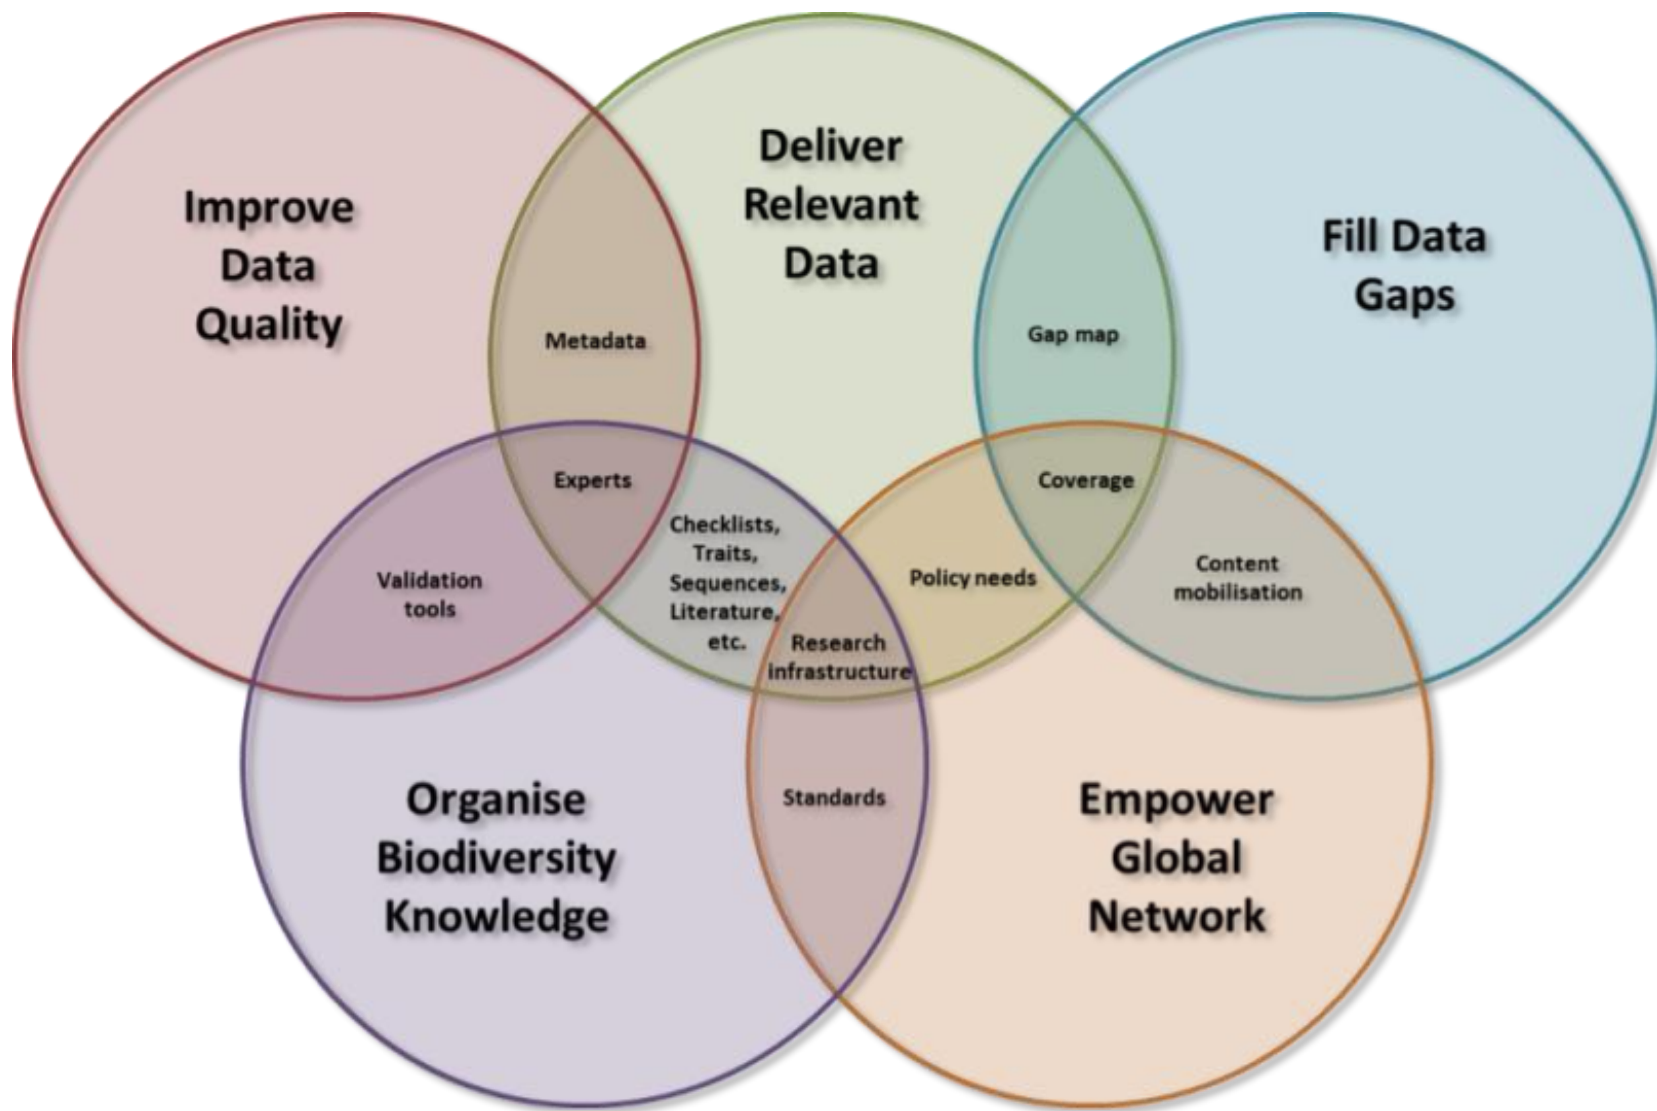 Improve
Data
Quality
Deliver
Relevant
Data
Fill Data
Gaps
Metadata
Gap map
Experts
Coverage
Checklists,
Traits,
Sequences,
Literature,
etc.
Validation
tools
Policy needs
Content
mobilisation
Research
infrastructure
Standards
Organise
Biodiversity
Knowledge
Empower
Global
Network